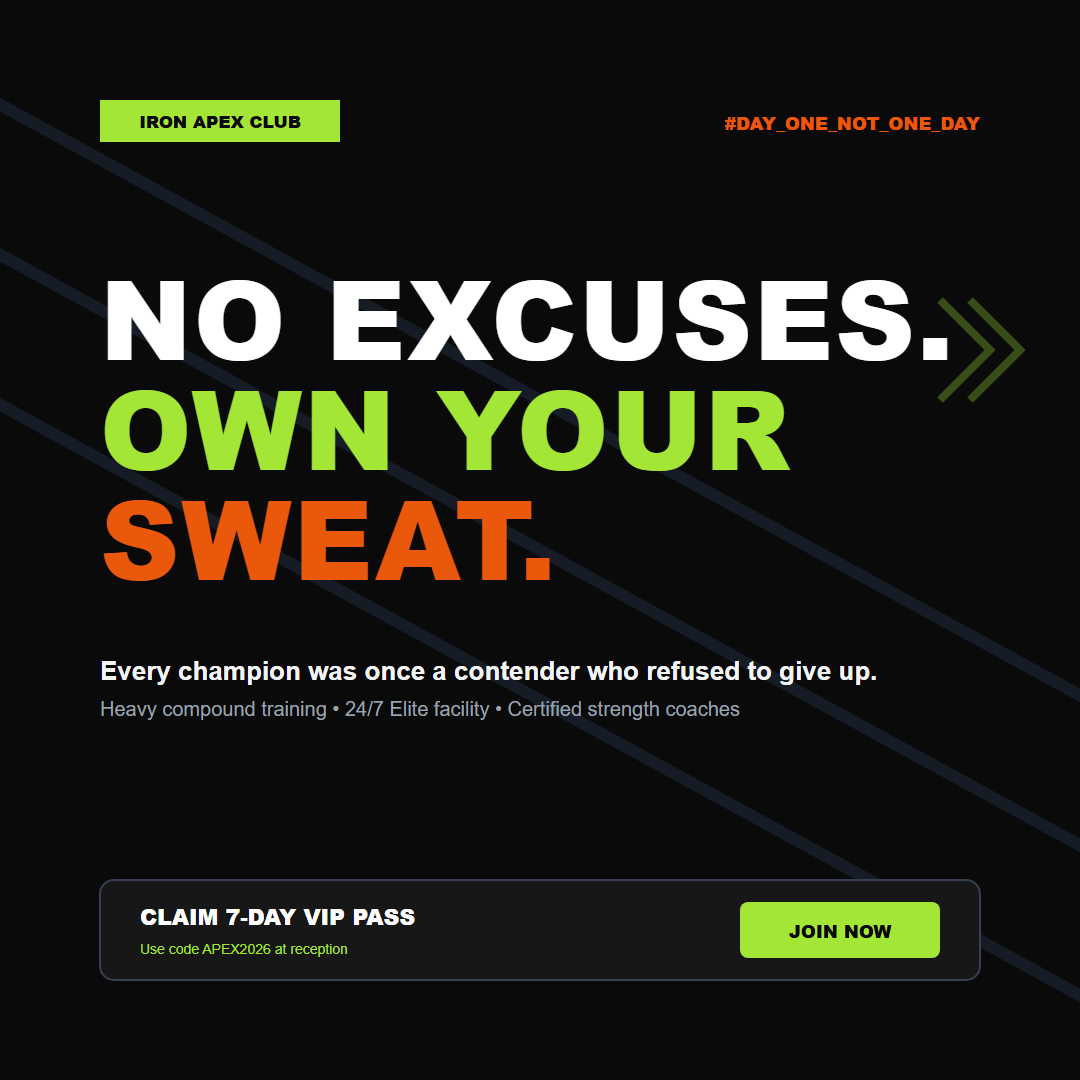 IRON APEX CLUB
#DAY_ONE_NOT_ONE_DAY
NO EXCUSES.
OWN YOUR
SWEAT.
Every champion was once a contender who refused to give up.
Heavy compound training • 24/7 Elite facility • Certified strength coaches
CLAIM 7-DAY VIP PASS
Use code APEX2026 at reception
JOIN NOW